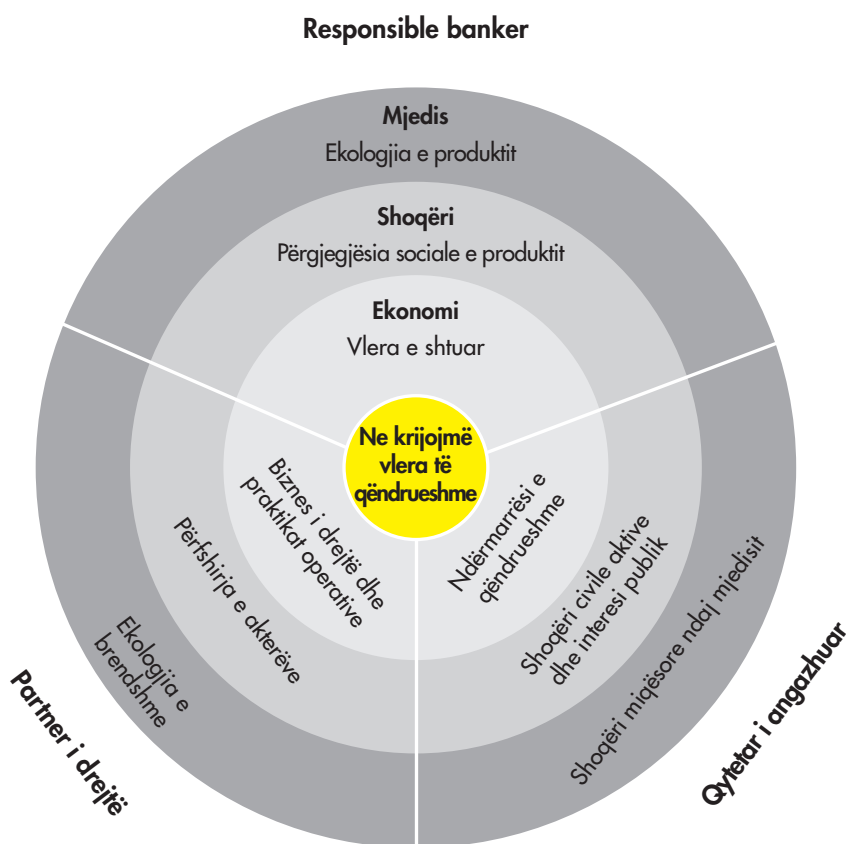 Responsible banker
Mjedis
Ekologjia e produktit
Shoqëri
Përgjegjësia sociale e produktit
Ekonomi
Vlera e shtuar
Ne krijojmë
vlera të
qëndrueshme
Biznes i drejtë dhe
praktikat operative
Përfshirja e akterëve
Ekologjia e
brendshme
Partner i drejtë
Ndërmarrësi e
qëndrueshme
Shoqëri civile aktive
dhe interesi publik
Shoqëri miqësore ndaj mjedisit
Qytetar i angazhuar